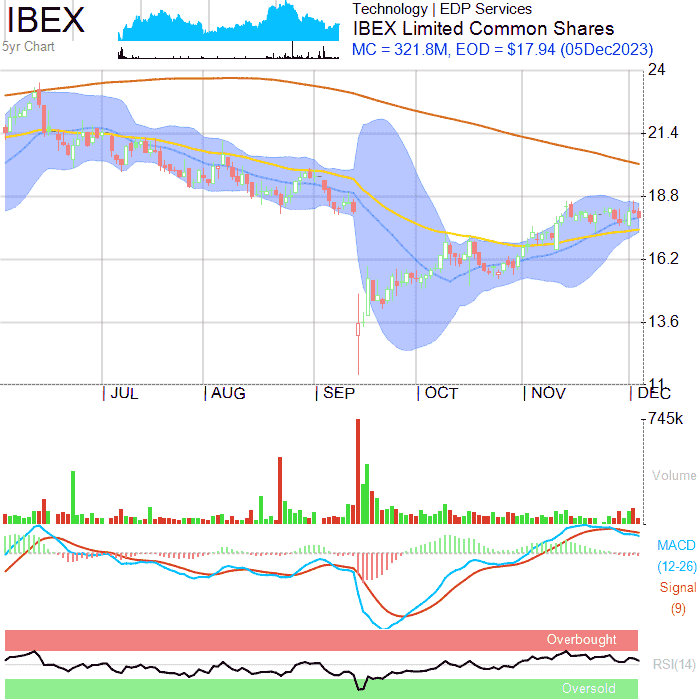 IBEX
5yr Chart
Technology | EDP Services
IBEX Limited Common Shares
MC = 321.8M, EOD = $17.94 (05Dec2023)
24
21.4
18.8
16.2
13.6
11
JUL
AUG
SEP
OCT
NOV
DEC
745k
Volume
MACD
(12-26)
Signal
(9)
Overbought
RSI(14)
Oversold